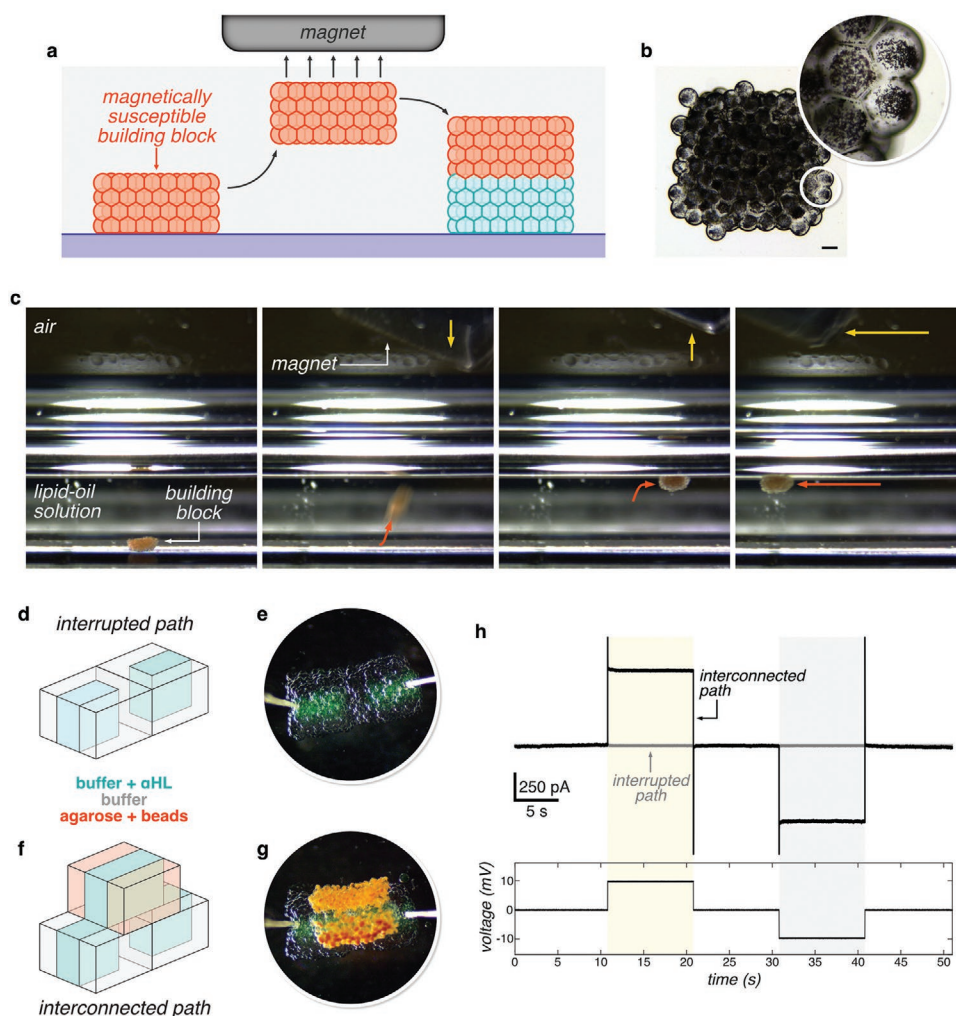 a
magnet
magnetically
susceptible
building block
b
c
air
magnet
lipid-oil
solution
building
block
d
interrupted path
e
buffer + αHL
buffer
agarose + beads
f
interconnected path
g
h
interconnected
path
interrupted
path
250 pA
5 s
voltage (mV)
10
0
-10
0 5 10 15 20 25 30 35 40 45 50
time (s)